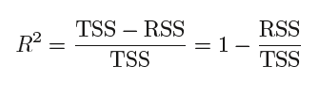 R² = (TSS − RSS) / TSS = 1 − RSS / TSS